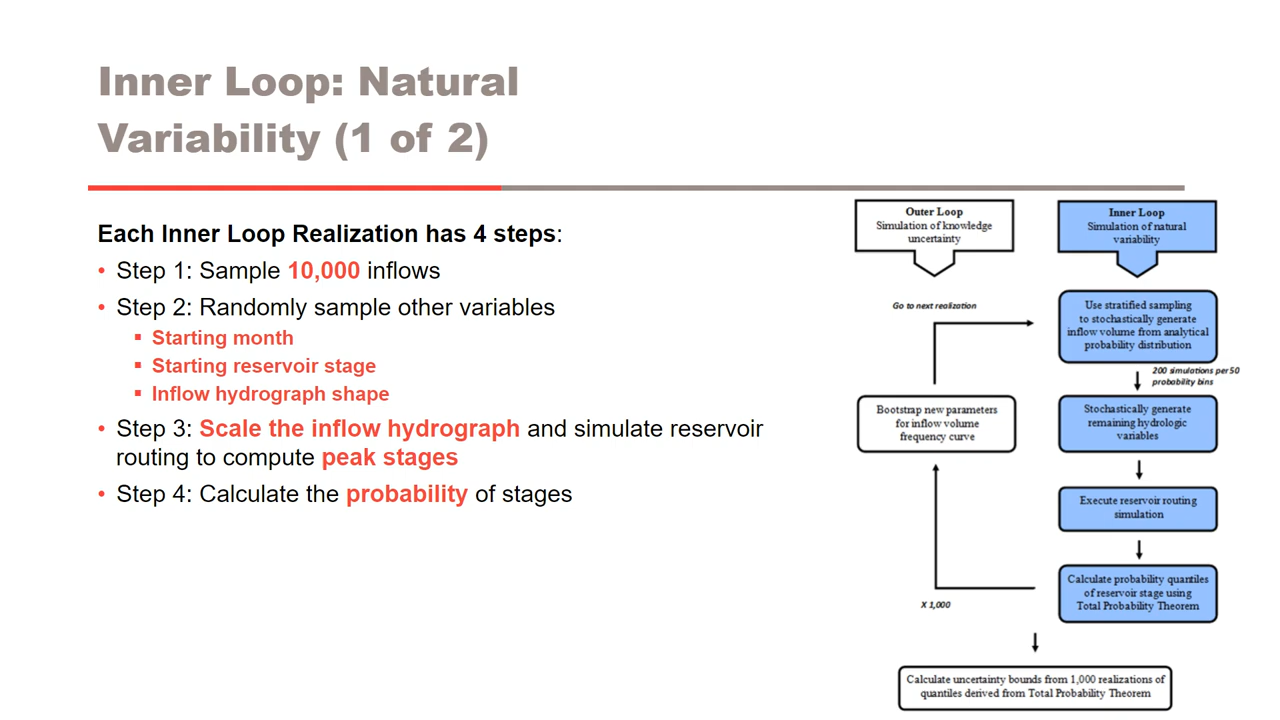 Inner Loop: Natural
Variability (1 of 2)
Each Inner Loop Realization has 4 steps:
• Step 1: Sample 10,000 inflows
• Step 2: Randomly sample other variables
▪ Starting month
▪ Starting reservoir stage
▪ Inflow hydrograph shape
• Step 3: Scale the inflow hydrograph and simulate reservoir
routing to compute peak stages
• Step 4: Calculate the probability of stages
Outer Loop
Simulation of knowledge
uncertainty
Inner Loop
Simulation of natural
variability
Go to next realization
Use stratified sampling
to stochastically generate
inflow volume from analytical
probability distribution
200 simulations per 50
probability bins
Bootstrap new parameters
for inflow volume
frequency curve
Stochastically generate
remaining hydrologic
variables
Execute reservoir routing
simulation
Calculate probability quantiles
of reservoir stage using
Total Probability Theorem
X 1,000
Calculate uncertainty bounds from 1,000 realizations of
quantiles derived from Total Probability Theorem